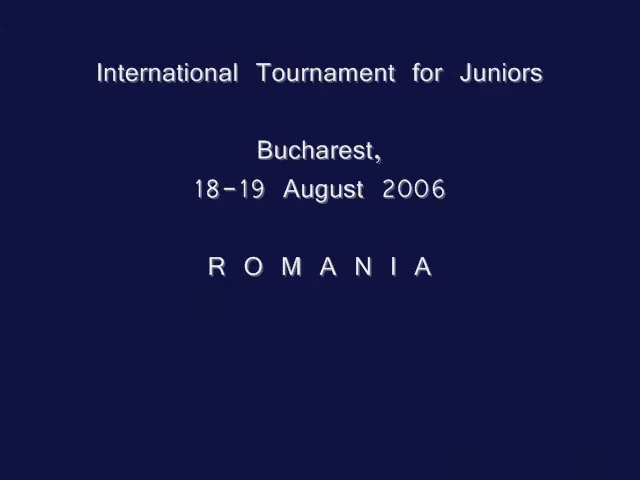 International Tournament for Juniors
Bucharest,
18-19 August 2006
R O M A N I A